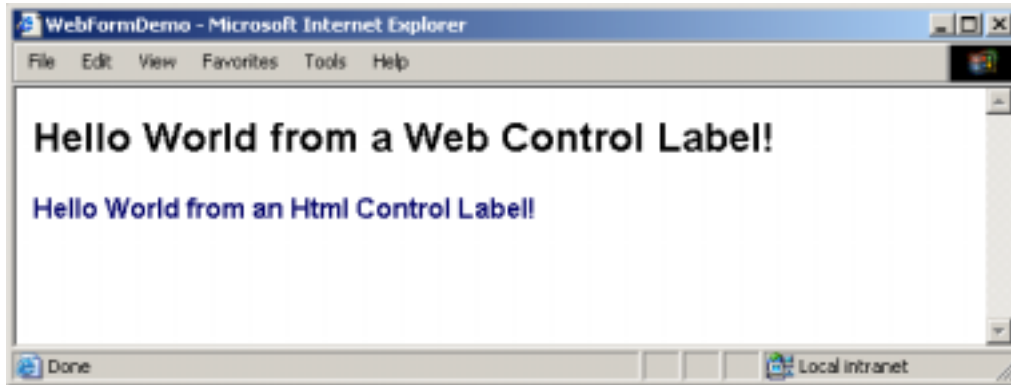 WebFormDemo - Microsoft Internet Explorer
File Edit View Favorites Tools Help
Hello World from a Web Control Label!
Hello World from an Html Control Label!
Done Local intranet